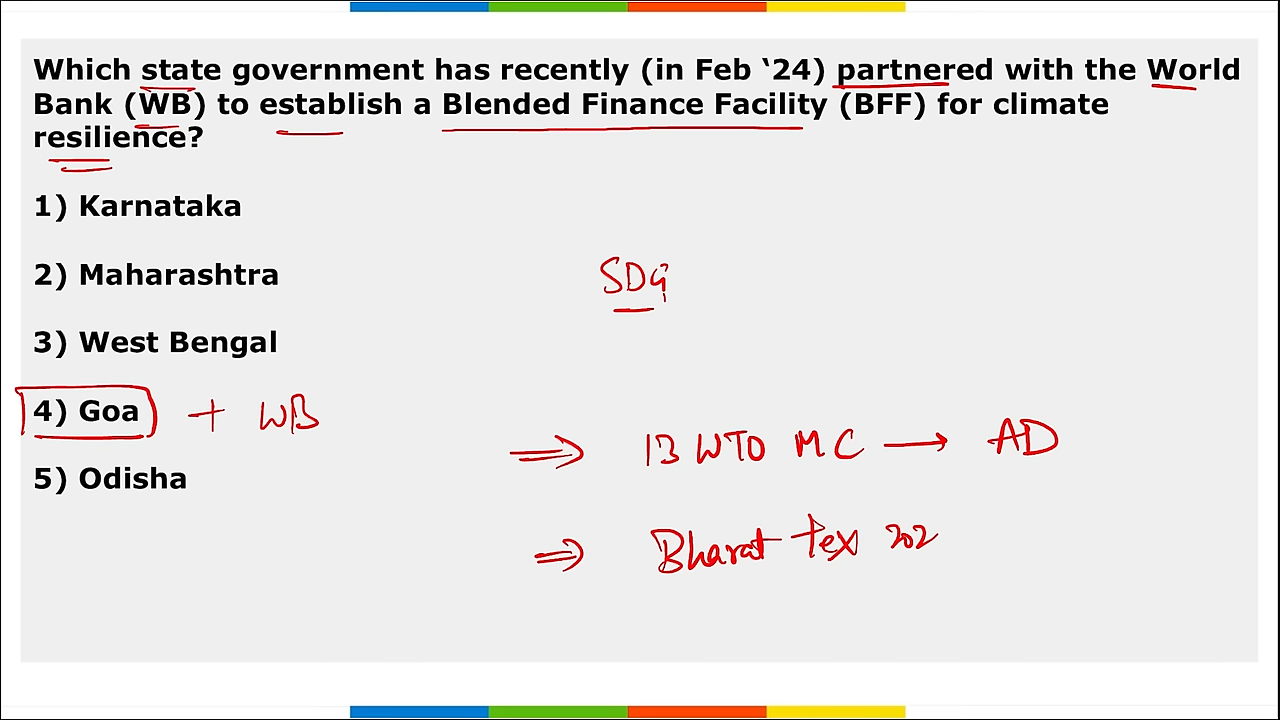 Which state government has recently (in Feb ‘24) partnered with the World
Bank (WB) to establish a Blended Finance Facility (BFF) for climate
resilience?
1) Karnataka
2) Maharashtra
SDG
3) West Bengal
4) Goa + WB
⇒ 13 WTO MC → AD
5) Odisha
⇒ Bharat Tex 202